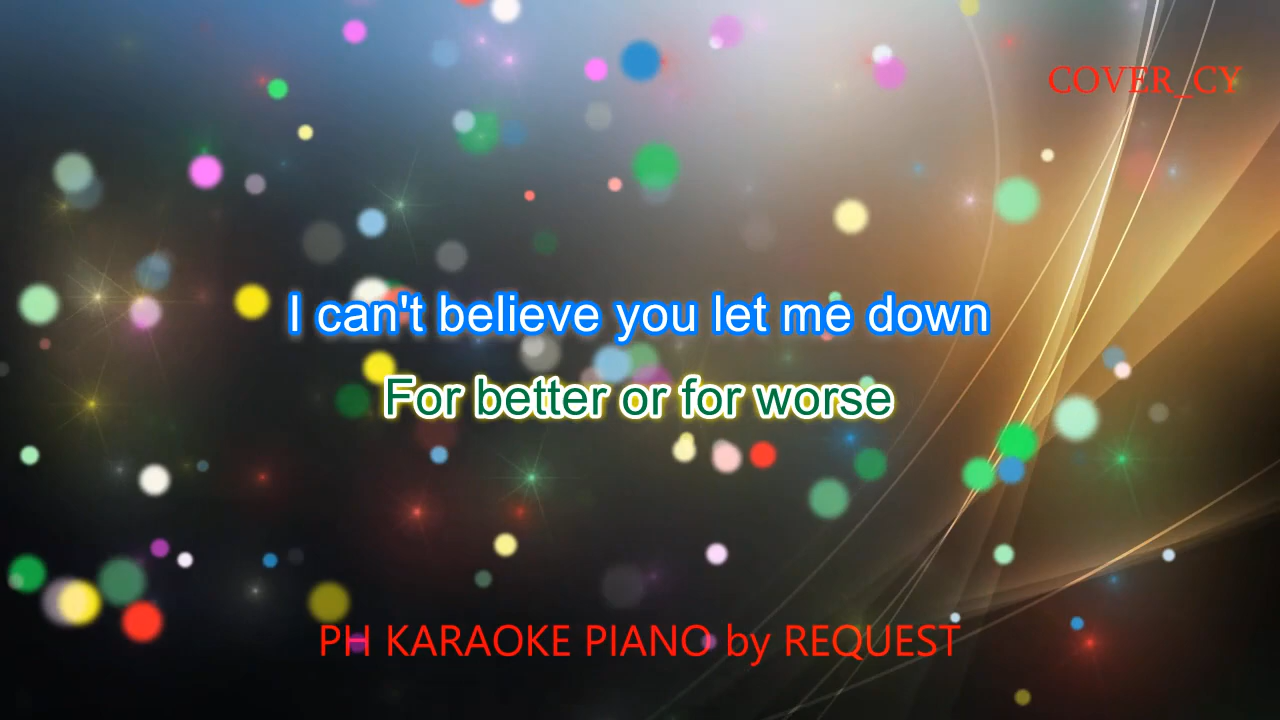 COVER_CY
I can't believe you let me down
For better or for worse
PH KARAOKE PIANO by REQUEST